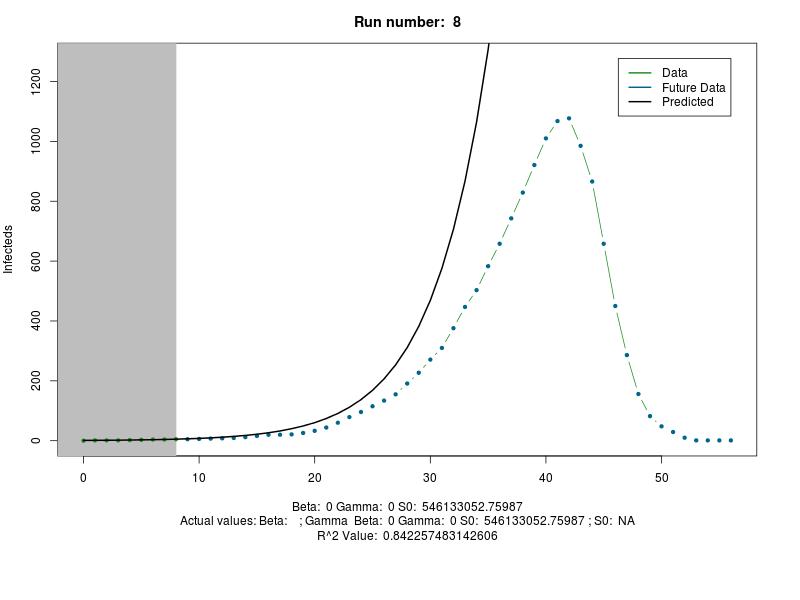 Run number: 8
1200
1000
800
600
400
200
0
Infecteds
Data
Future Data
Predicted
0 10 20 30 40 50
Beta: 0 Gamma: 0 S0: 546133052.75987
Actual values: Beta: ; Gamma Beta: 0 Gamma: 0 S0: 546133052.75987 ; S0: NA
R^2 Value: 0.842257483142606